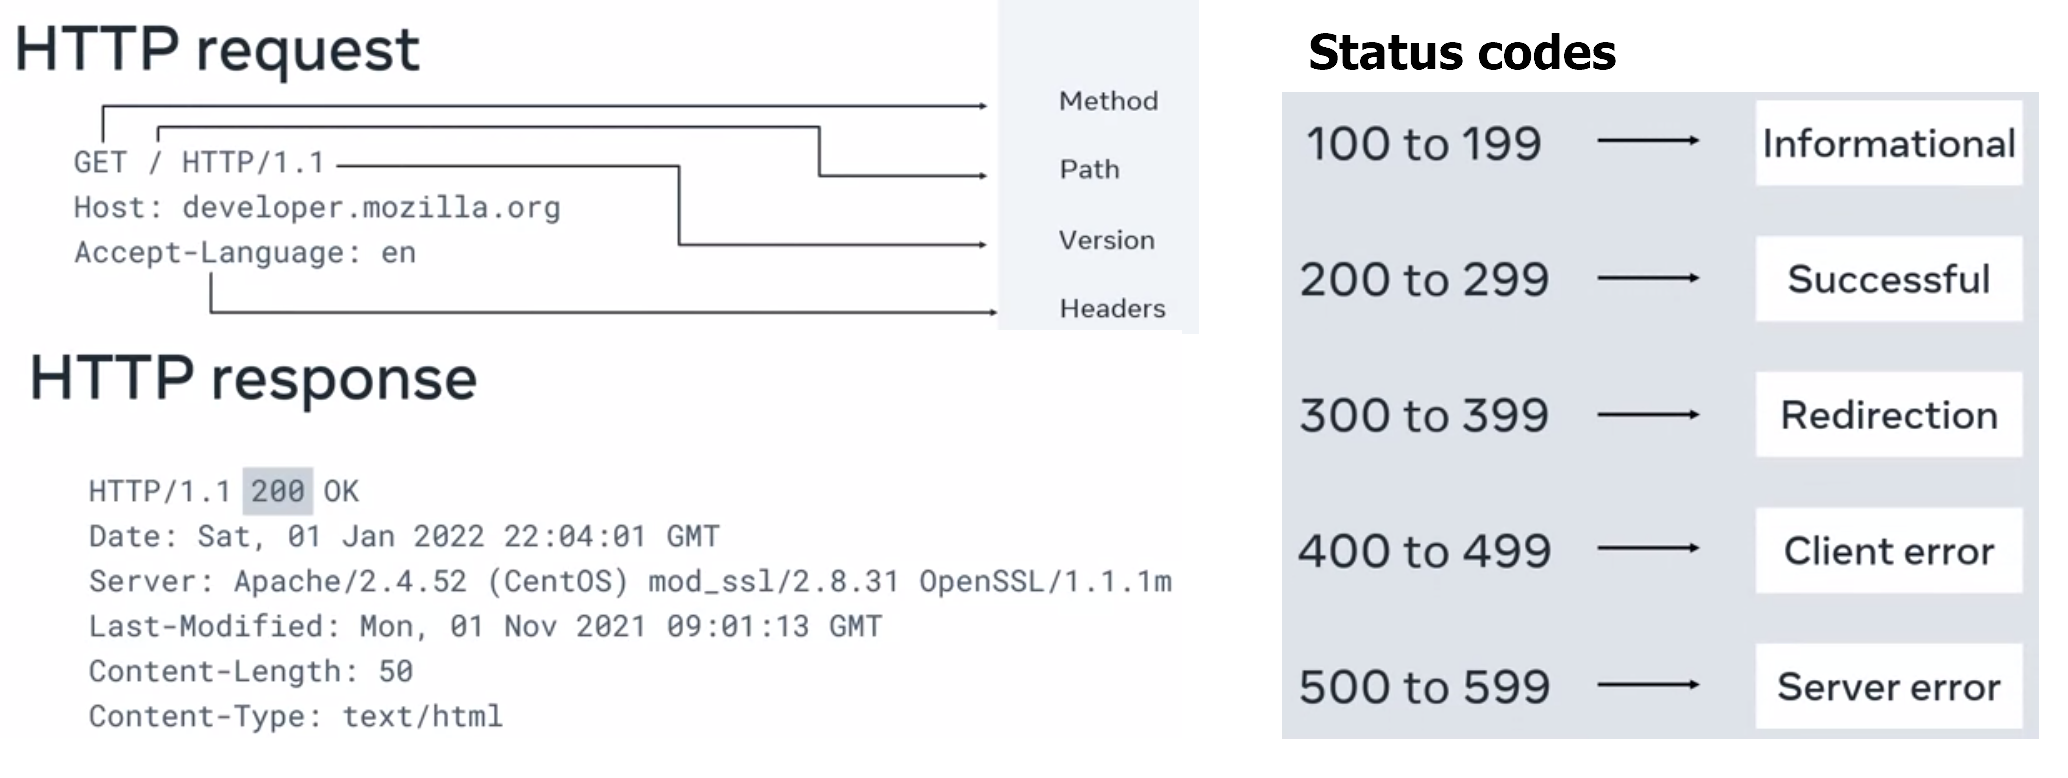 HTTP request
Method
GET / HTTP/1.1
Path
Host: developer.mozilla.org
Version
Accept-Language: en
Headers
HTTP response
HTTP/1.1 200 OK
Date: Sat, 01 Jan 2022 22:04:01 GMT
Server: Apache/2.4.52 (CentOS) mod_ssl/2.8.31 OpenSSL/1.1.1m
Last-Modified: Mon, 01 Nov 2021 09:01:13 GMT
Content-Length: 50
Content-Type: text/html
Status codes
100 to 199 Informational
200 to 299 Successful
300 to 399 Redirection
400 to 499 Client error
500 to 599 Server error